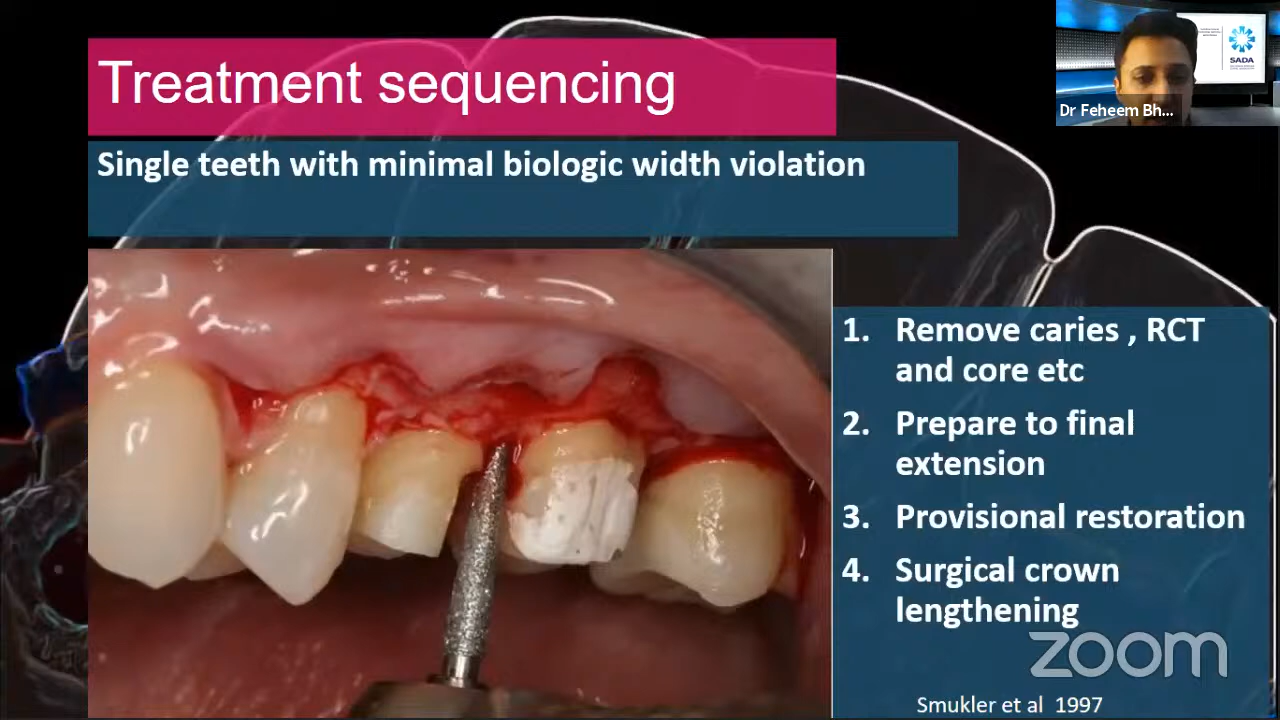 Treatment sequencing
Single teeth with minimal biologic width violation
1. Remove caries , RCT
and core etc
2. Prepare to final
extension
3. Provisional restoration
4. Surgical crown
lengthening
Smukler et al 1997
zoom
SADA
Dr Feheem Bh...